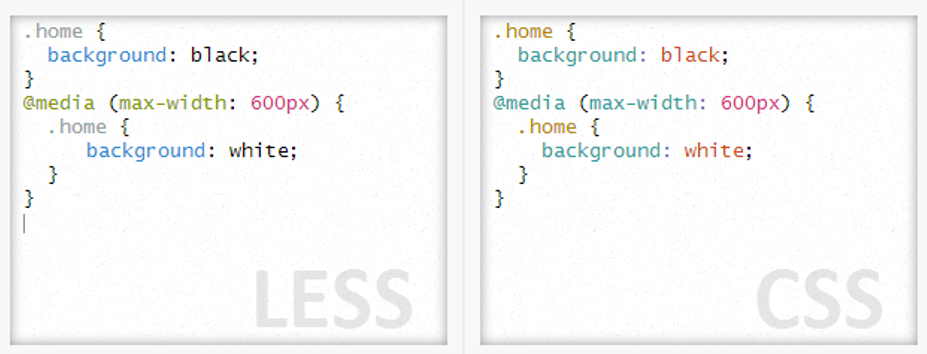 .home {
  background: black;
}
@media (max-width: 600px) {
  .home {
     background: white;
  }
}
LESS
.home {
  background: black;
}
@media (max-width: 600px) {
  .home {
    background: white;
  }
}
CSS